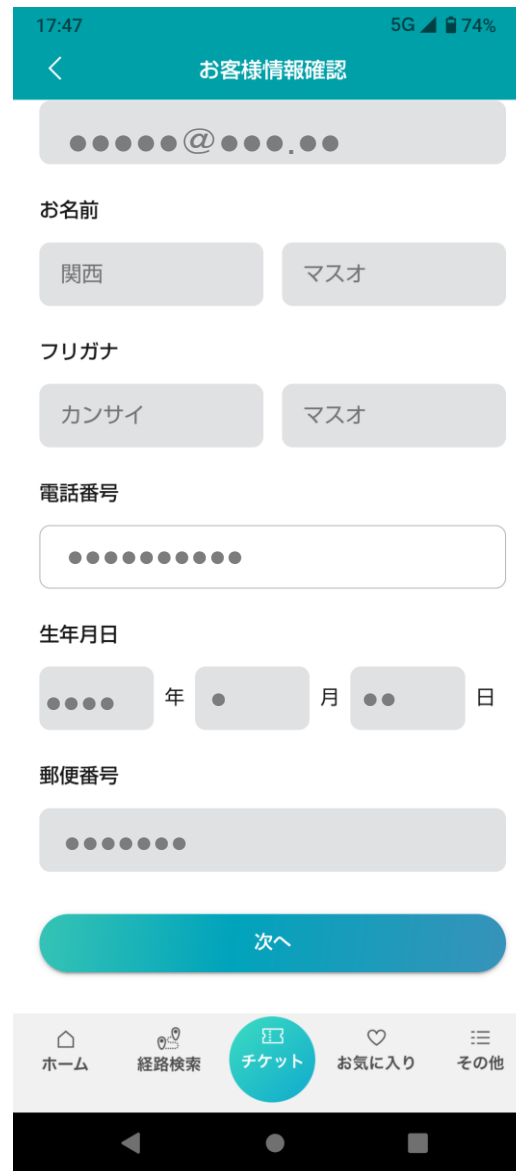 17:47 5G 74%
お客様情報確認
●●●●●@●●●.●●
お名前
関西 マスオ
フリガナ
カンサイ マスオ
電話番号
●●●●●●●●●●
生年月日
●●●● 年 ● 月 ●● 日
郵便番号
●●●●●●●
次へ
ホーム 経路検索 チケット お気に入り その他